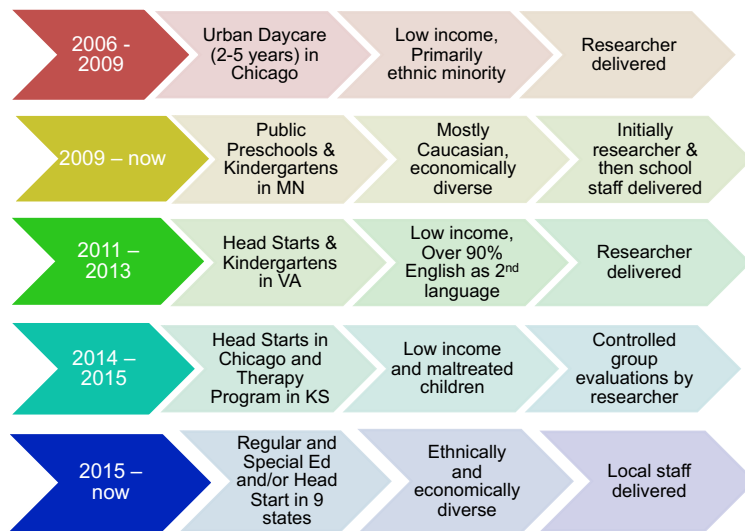 2006 -
2009
Urban Daycare
(2-5 years) in
Chicago
Low income,
Primarily
ethnic minority
Researcher
delivered
2009 – now
Public
Preschools &
Kindergartens
in MN
Mostly
Caucasian,
economically
diverse
Initially
researcher &
then school
staff delivered
2011 –
2013
Head Starts &
Kindergartens
in VA
Low income,
Over 90%
English as 2nd
language
Researcher
delivered
2014 –
2015
Head Starts in
Chicago and
Therapy
Program in KS
Low income
and maltreated
children
Controlled
group
evaluations by
researcher
2015 –
now
Regular and
Special Ed
and/or Head
Start in 9
states
Ethnically
and
economically
diverse
Local staff
delivered